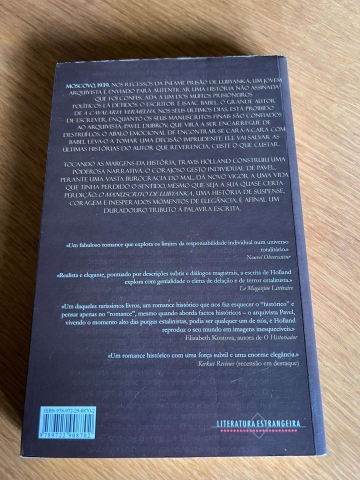 MOSCOVO, 1939. NOS RECESSOS DA INFAME PRISÃO DE LUBYANKA, UM JOVEM
ARQUIVISTA É ENVIADO PARA AUTENTICAR UMA HISTÓRIA NÃO ASSINADA
QUE FOI CONFISCADA A UM DOS MUITOS PRISIONEIROS
POLÍTICOS LÁ DETIDOS. O ESCRITOR É ISAAC BABEL, O GRANDE AUTOR
DE A CAVALARIA VERMELHA. NOS SEUS ÚLTIMOS DIAS, ESTÁ PROIBIDO
DE ESCREVER, ENQUANTO OS SEUS MANUSCRITOS FINAIS SÃO CONFIADOS
AO ARQUIVISTA, PAVEL DUBROV, QUE VIRÁ A SER ENCARREGUE DE
DESTRUÍ-LOS. O ABALO EMOCIONAL DE ENCONTRAR-SE CARA-A-CARA COM
BABEL LEVA-O A TOMAR UMA DECISÃO IMPRUDENTE: ELE VAI SALVAR AS
ÚLTIMAS HISTÓRIAS DO AUTOR QUE REVERENCIA, CUSTE O QUE CUSTAR.
TOCANDO AS MARGENS DA HISTÓRIA, TRAVIS HOLLAND CONSTRUIU UMA
PODEROSA NARRATIVA. O CORAJOSO GESTO INDIVIDUAL DE PAVEL,
PERANTE UMA VASTA BUROCRACIA DO MAL, DÁ NOVO VIGOR A UMA VIDA
QUE TINHA PERDIDO O SENTIDO, MESMO QUE SEJA A SUA QUASE CERTA
PERDIÇÃO. O MANUSCRITO DE LUBYANKA, UMA HISTÓRIA DE SUSPENSE,
CORAGEM E INESPERADOS MOMENTOS DE ELEGÂNCIA, É AFINAL UM
DURADOURO TRIBUTO À PALAVRA ESCRITA.
«Um fabuloso romance que explora os limites da responsabilidade individual num universo
totalitário.»
Nouvel Observateur
«Realista e elegante, pontuado por descrições subtis e diálogos magistrais, a escrita de Holland
explora com genialidade o clima de delação e de terror estalinista.»
Le Magazine Littéraire
«Um daqueles raríssimos livros, um romance histórico que nos faz esquecer o "histórico" e
pensar apenas no "romance", mesmo quando aborda factos históricos – o arquivista Pavel,
vivendo o momento alto das purgas estalinistas, podia ser qualquer um de nós, e Holland
reproduz o seu mundo em imagens inesquecíveis.»
Elizabeth Kostova, autora de O Historiador
«Um romance histórico com uma força subtil e uma enorme elegância.»
Kirkus Reviews (recensão em destaque)
ISBN 978-972-29-0870-2
9789722908702
LITERATURA ESTRANGEIRA